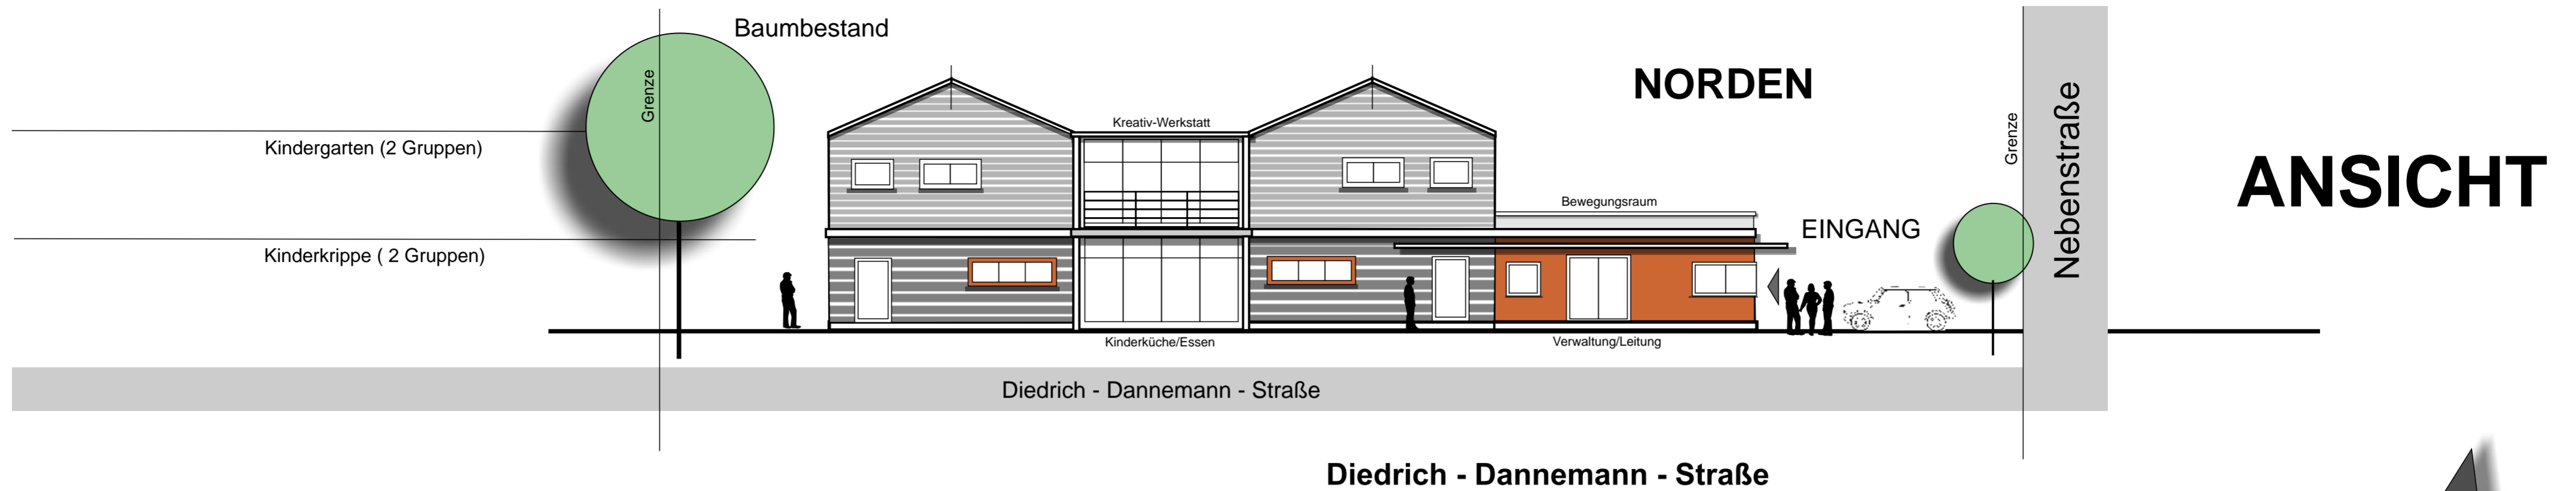 Baumbestand
Grenze
NORDEN
Kreativ-Werkstatt
Grenze
Nebenstraße
Kindergarten (2 Gruppen)
ANSICHT
Bewegungsraum
EINGANG
Kinderkrippe ( 2 Gruppen)
Kinderküche/Essen
Verwaltung/Leitung
Diedrich - Dannemann - Straße
Diedrich - Dannemann - Straße